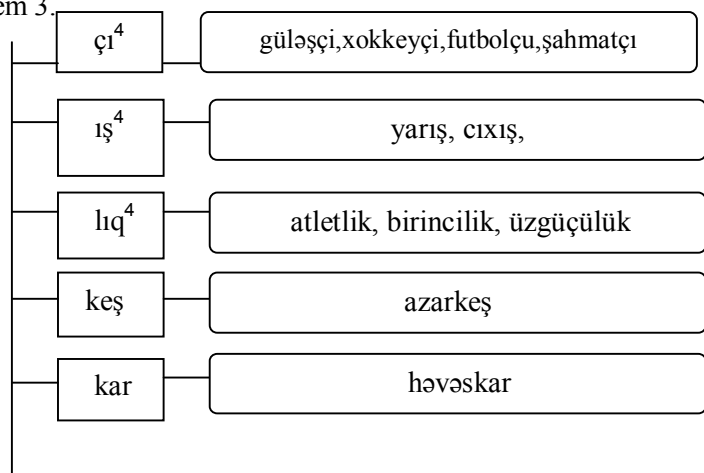 em 3.
çı⁴ güləşçi,xokkeyçi,futbolçu,şahmatçı
ış⁴ yarış, cıxış,
lıq⁴ atletlik, birincilik, üzgüçülük
keş azarkeş
kar həvəskar